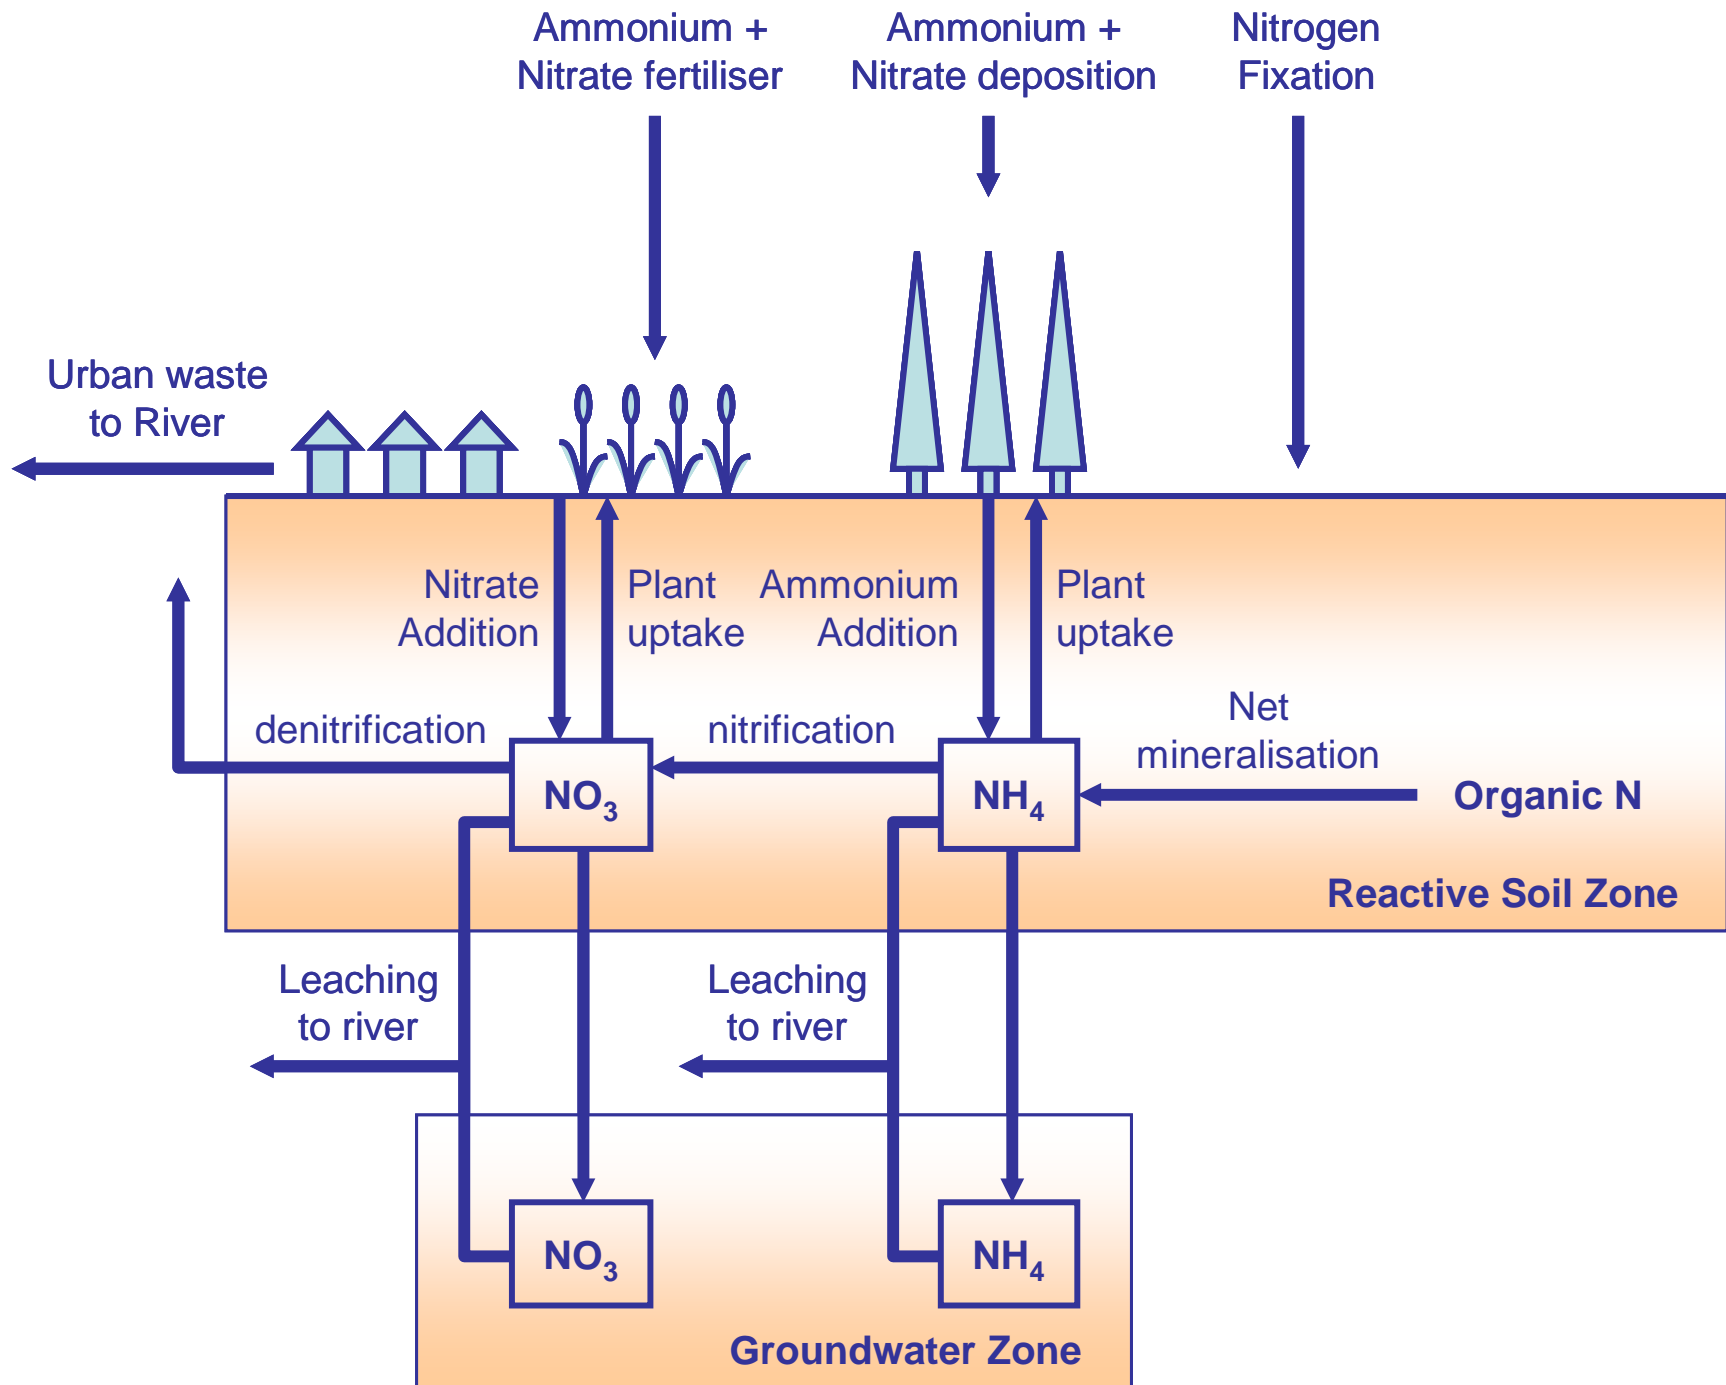 Ammonium +
Nitrate fertiliser
Ammonium +
Nitrate deposition
Nitrogen
Fixation
Urban waste
to River
Nitrate
Addition
Plant
uptake
Ammonium
Addition
Plant
uptake
denitrification
nitrification
Net
mineralisation
NO3
NH4
Organic N
Reactive Soil Zone
Leaching
to river
Leaching
to river
NO3
NH4
Groundwater Zone